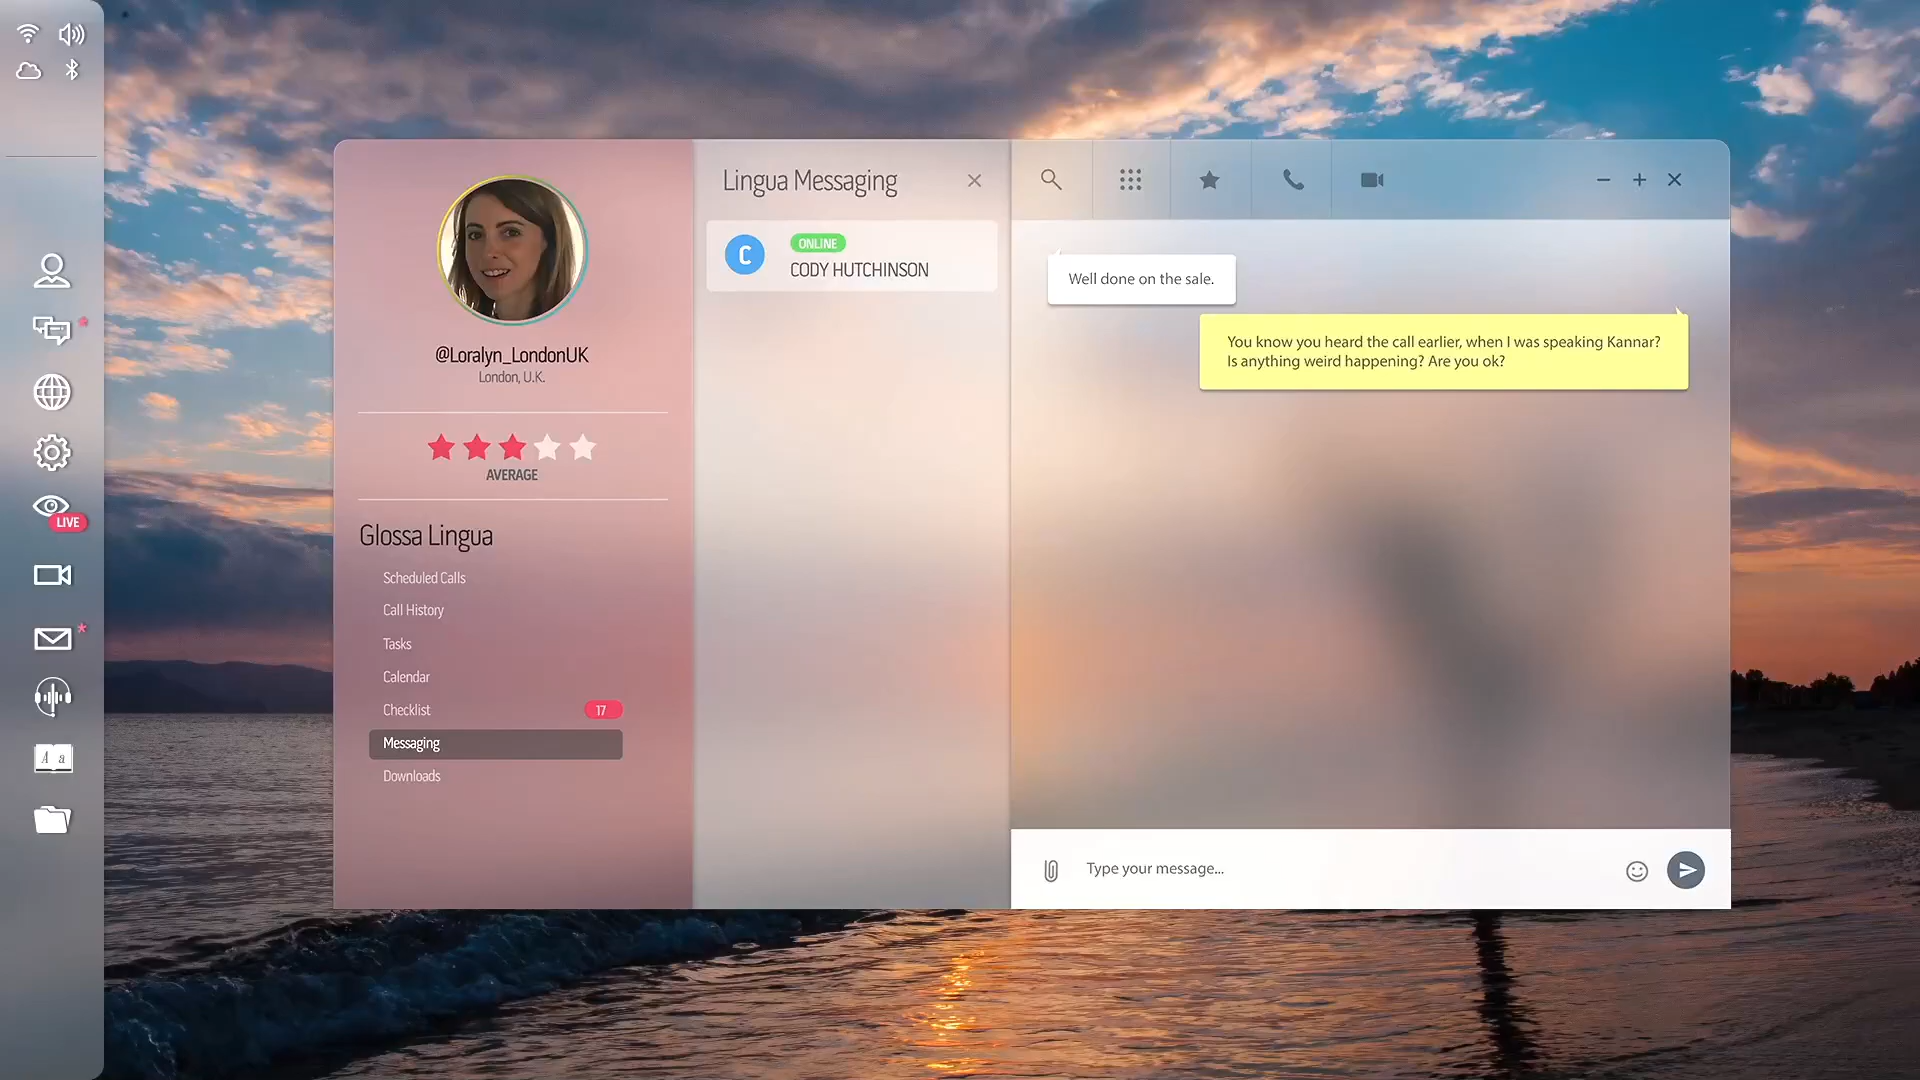 Lingua Messaging
C
ONLINE
CODY HUTCHINSON
Well done on the sale.
You know you heard the call earlier, when I was speaking Kannar?
Is anything weird happening? Are you ok?
@Loralyn_LondonUK
London, U.K.
AVERAGE
Glossa Lingua
Scheduled Calls
Call History
Tasks
Calendar
Checklist 17
Messaging
Downloads
LIVE
A a
Type your message...